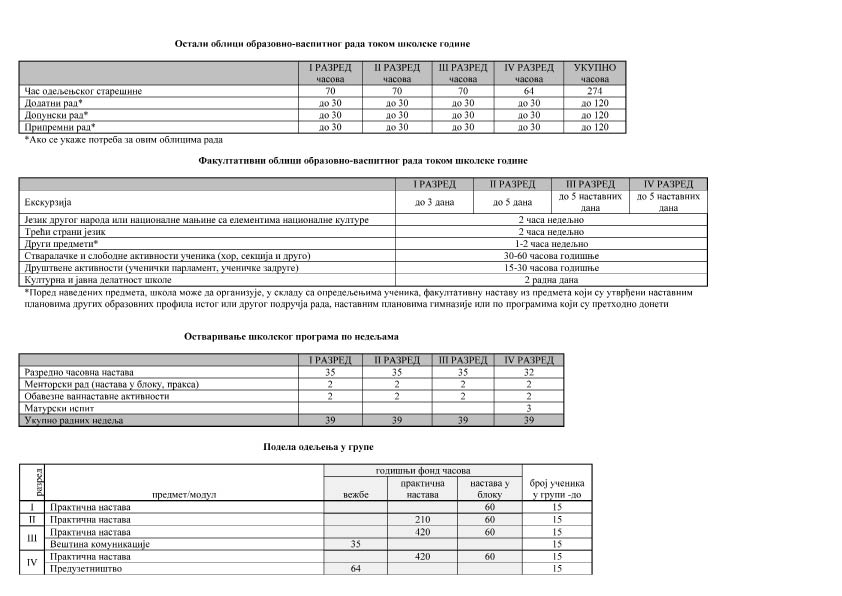 Остали облици образовно-васпитног рада током школске године
I РАЗРЕД II РАЗРЕД III РАЗРЕД IV РАЗРЕД УКУПНО
часова часова часова часова часова
Час одељењског старешине 70 70 70 64 274
Додатни рад* до 30 до 30 до 30 до 30 до 120
Допунски рад* до 30 до 30 до 30 до 30 до 120
Припремни рад* до 30 до 30 до 30 до 30 до 120
*Ако се укаже потреба за овим облицима рада
Факултативни облици образовно-васпитног рада током школске године
I РАЗРЕД II РАЗРЕД III РАЗРЕД IV РАЗРЕД
Екскурзија до 3 дана до 5 дана до 5 наставних до 5 наставних
дана дана
Језик другог народа или националне мањине са елементима националне културе 2 часа недељно
Трећи страни језик 2 часа недељно
Други предмети* 1-2 часа недељно
Стваралачке и слободне активности ученика (хор, секција и друго) 30-60 часова годишње
Друштвене активности (ученички парламент, ученичке задруге) 15-30 часова годишње
Културна и јавна делатност школе 2 радна дана
*Поред наведених предмета, школа може да организује, у складу са опредељењима ученика, факултативну наставу из предмета који су утврђени наставним
плановима других образовних профила истог или другог подручја рада, наставним плановима гимназије или по програмима који су претходно донети
Остваривање школског програма по недељама
I РАЗРЕД II РАЗРЕД III РАЗРЕД IV РАЗРЕД
Разредно часовна настава 35 35 35 32
Менторски рад (настава у блоку, пракса) 2 2 2 2
Обавезне ваннаставне активности 2 2 2 2
Матурски испит 3
Укупно радних недеља 39 39 39 39
Подела одељења у групе
разред предмет/модул годишњи фонд часова број ученика
у групи -до
вежбе практична настава у
настава блоку
I Практична настава 60 15
II Практична настава 210 60 15
III Практична настава 420 60 15
Вештина комуникације 35 15
IV Практична настава 420 60 15
Предузетништво 64 15